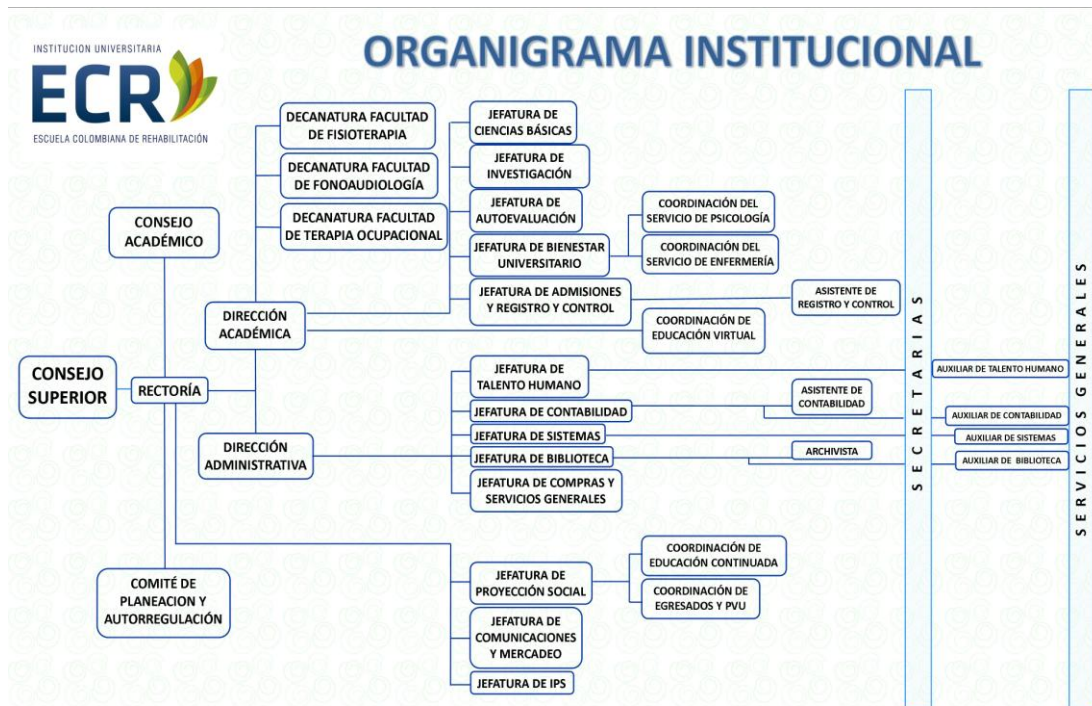 INSTITUCION UNIVERSITARIA
ECR
ESCUELA COLOMBIANA DE REHABILITACIÓN
ORGANIGRAMA INSTITUCIONAL
CONSEJO
SUPERIOR
RECTORÍA
CONSEJO
ACADÉMICO
COMITÉ DE
PLANEACION Y
AUTORREGULACIÓN
DIRECCIÓN
ACADÉMICA
DIRECCIÓN
ADMINISTRATIVA
DECANATURA FACULTAD
DE FISIOTERAPIA
DECANATURA FACULTAD
DE FONOAUDIOLOGÍA
DECANATURA FACULTAD
DE TERAPIA OCUPACIONAL
JEFATURA DE
CIENCIAS BÁSICAS
JEFATURA DE
INVESTIGACIÓN
JEFATURA DE
AUTOEVALUACIÓN
JEFATURA DE BIENESTAR
UNIVERSITARIO
JEFATURA DE ADMISIONES
Y REGISTRO Y CONTROL
COORDINACIÓN DEL
SERVICIO DE PSICOLOGÍA
COORDINACIÓN DEL
SERVICIO DE ENFERMERÍA
ASISTENTE DE
REGISTRO Y CONTROL
COORDINACIÓN DE
EDUCACIÓN VIRTUAL
JEFATURA DE
TALENTO HUMANO
JEFATURA DE CONTABILIDAD
JEFATURA DE SISTEMAS
JEFATURA DE BIBLIOTECA
JEFATURA DE COMPRAS Y
SERVICIOS GENERALES
ASISTENTE DE
CONTABILIDAD
ARCHIVISTA
AUXILIAR DE TALENTO HUMANO
AUXILIAR DE CONTABILIDAD
AUXILIAR DE SISTEMAS
AUXILIAR DE BIBLIOTECA
JEFATURA DE
PROYECCIÓN SOCIAL
JEFATURA DE
COMUNICACIONES
Y MERCADEO
JEFATURA DE IPS
COORDINACIÓN DE
EDUCACIÓN CONTINUADA
COORDINACIÓN DE
EGRESADOS Y PVU
SECRETARIAS
SERVICIOS GENERALES